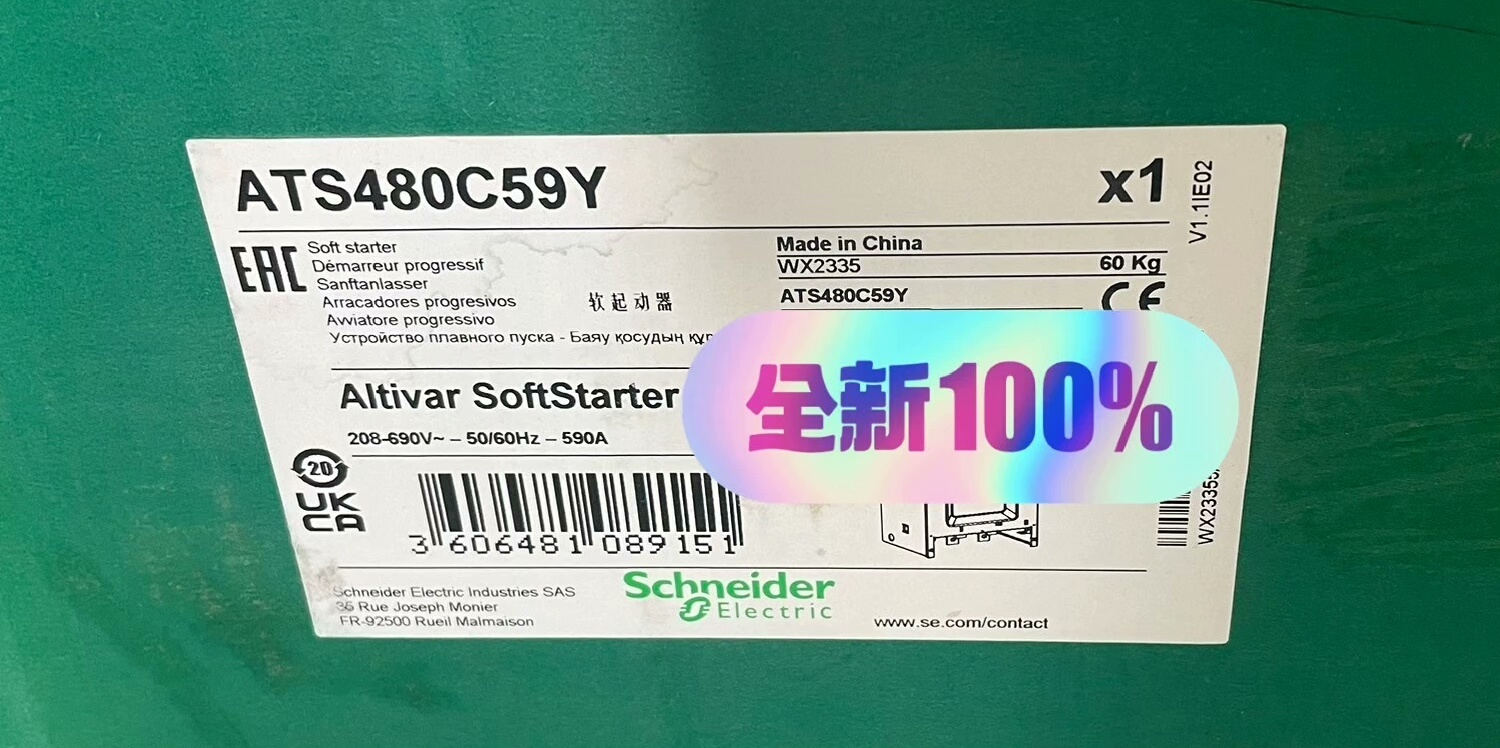 ATS480C59Y
x1
V1.1IE02
EAC
Soft starter
Démarreur progressif
Sanftanlasser
Arracadores progresivos
软起动器
Avviatore progressivo
Устройство плавного пуска - Баяу қосудың құр
Made in China
WX2335
60 Kg
ATS480C59Y
CE
全新100%
Altivar SoftStarter
208-690V~ – 50/60Hz – 590A
20
UK
CA
3 606481 089151
WX2335
Schneider Electric Industries SAS
36 Rue Joseph Monier
FR-92500 Rueil Malmaison
Schneider
Electric
www.se.com/contact